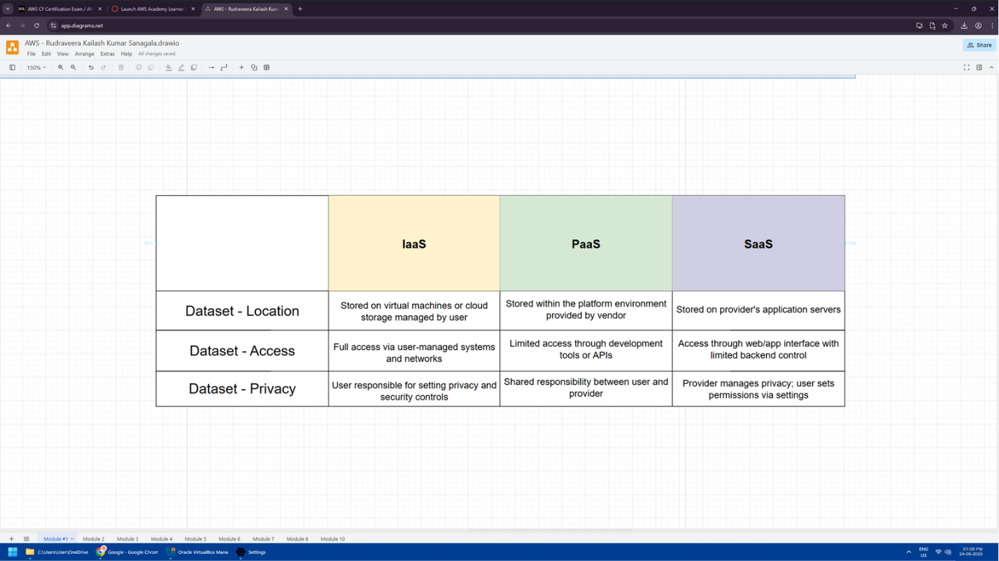 AWS CF Certification Exam / AW
Launch AWS Academy Learner
AWS - Rudraveera Kailash Kum
app.diagrams.net
AWS - Rudraveera Kailash Kumar Sanagala.drawio
File Edit View Arrange Extras Help All changes saved
Share
150%
IaaS PaaS SaaS
Dataset - Location
Stored on virtual machines or cloud
storage managed by user
Stored within the platform environment
provided by vendor
Stored on provider's application servers
Dataset - Access
Full access via user-managed systems
and networks
Limited access through development
tools or APIs
Access through web/app interface with
limited backend control
Dataset - Privacy
User responsible for setting privacy and
security controls
Shared responsibility between user and
provider
Provider manages privacy; user sets
permissions via settings
Module #1 Module 2 Module 3 Module 4 Module 5 Module 6 Module 7 Module 8 Module 10
C:\Users\User\OneDrive Google - Google Chrom Oracle VirtualBox Mana Settings
ENG
US
01:36 PM
24-06-2025